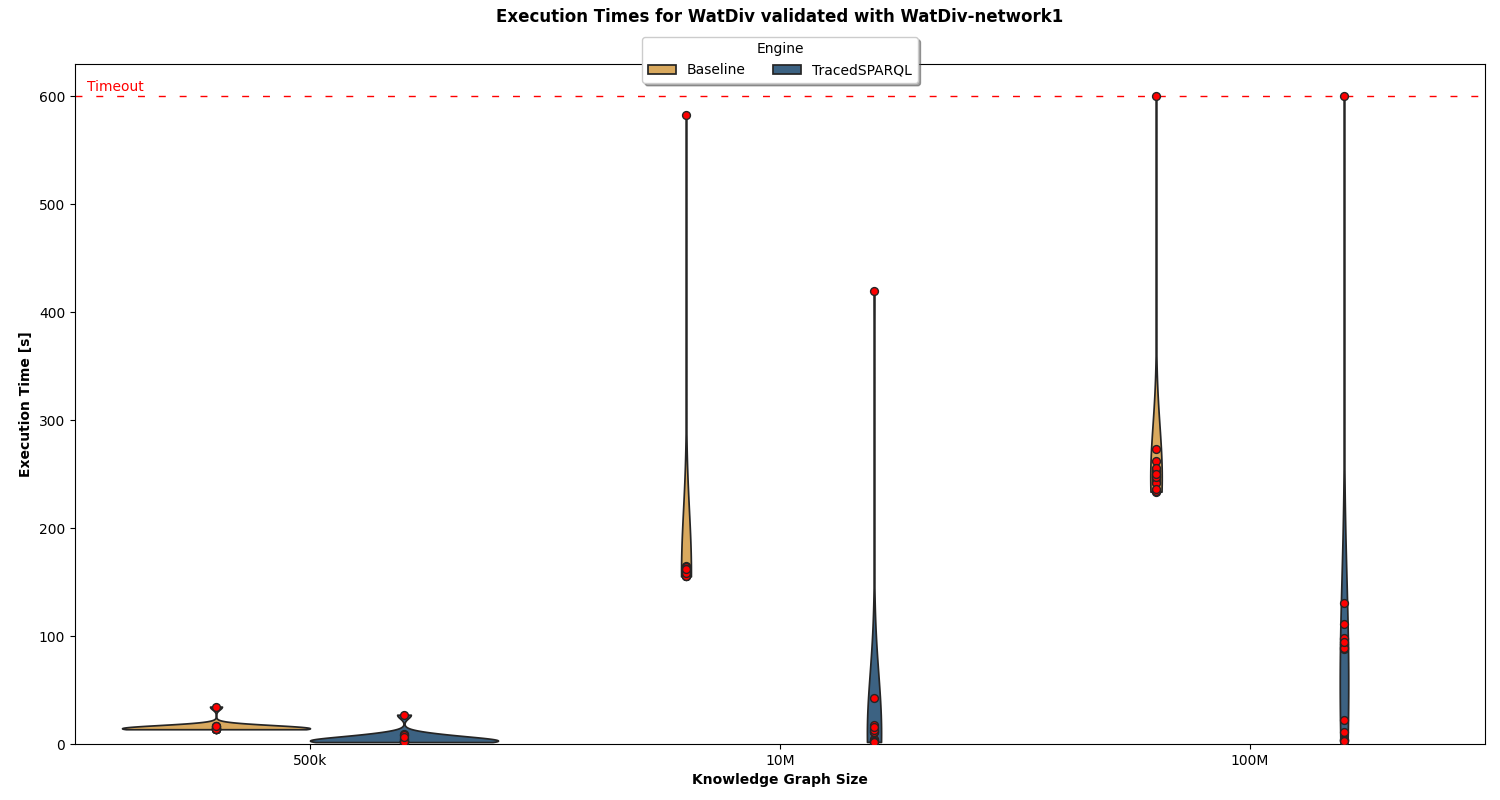 Execution Times for WatDiv validated with WatDiv-network1
Engine
Baseline TracedSPARQL
Timeout
600
500
400
300
200
100
0
Execution Time [s]
500k 10M 100M
Knowledge Graph Size